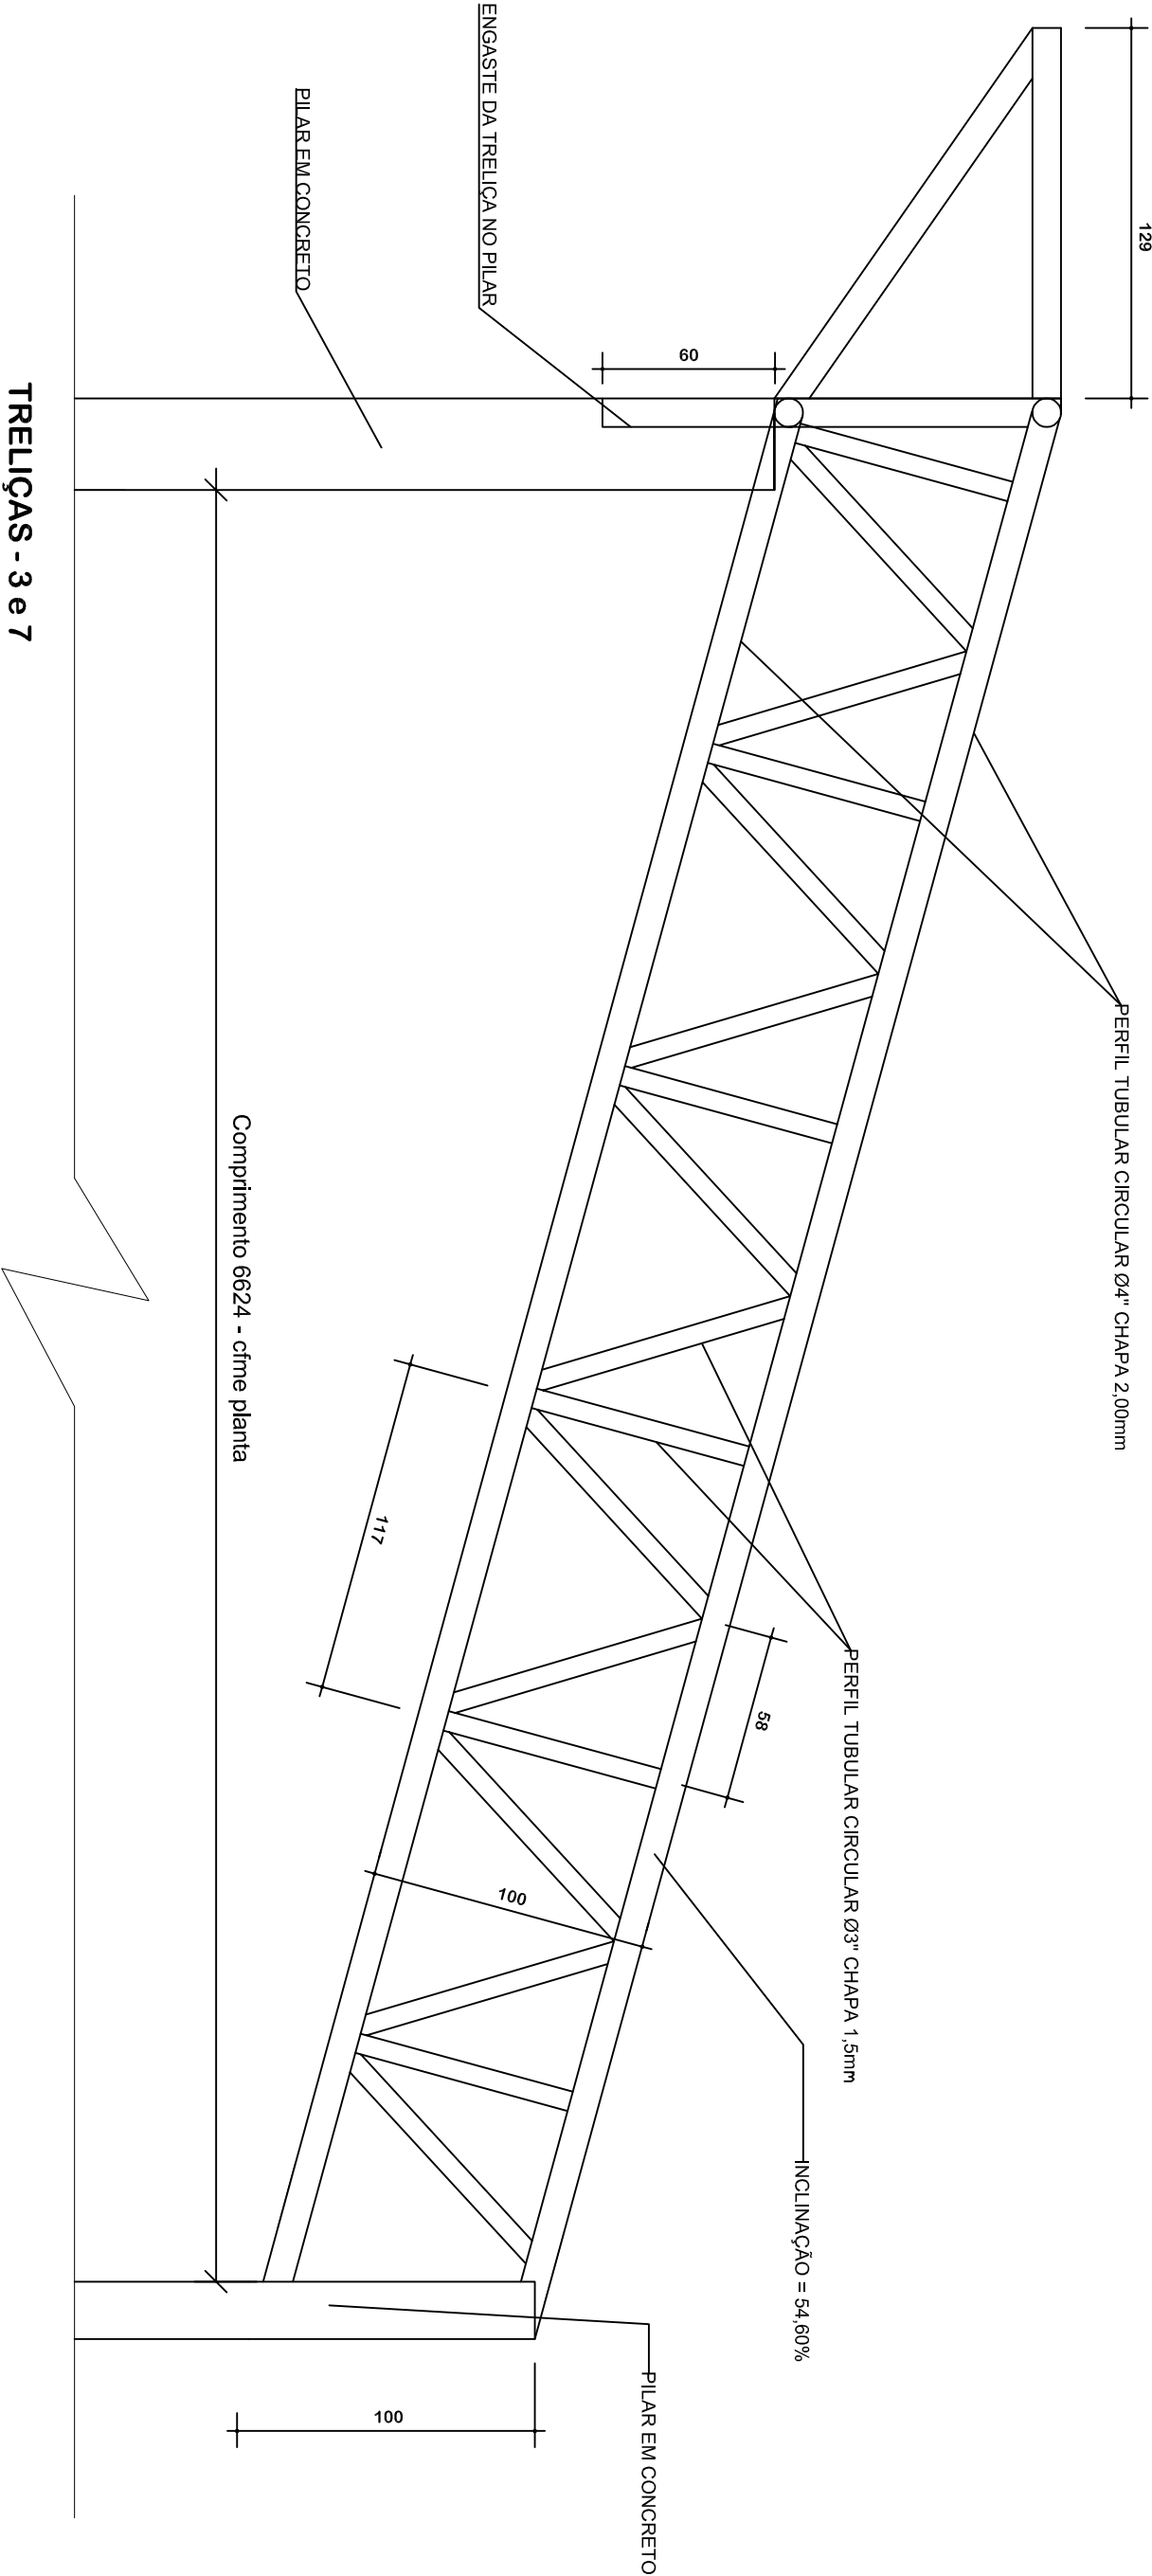 129
PERFIL TUBULAR CIRCULAR Ø4" CHAPA 2,00mm
PERFIL TUBULAR CIRCULAR Ø3" CHAPA 1,5mm
INCLINAÇÃO = 54,60%
58
60
100
PILAR EM CONCRETO
ENGASTE DA TRELIÇA NO PILAR
117
100
PILAR EM CONCRETO
Comprimento 6624 - cfme planta
TRELIÇAS - 3 e 7